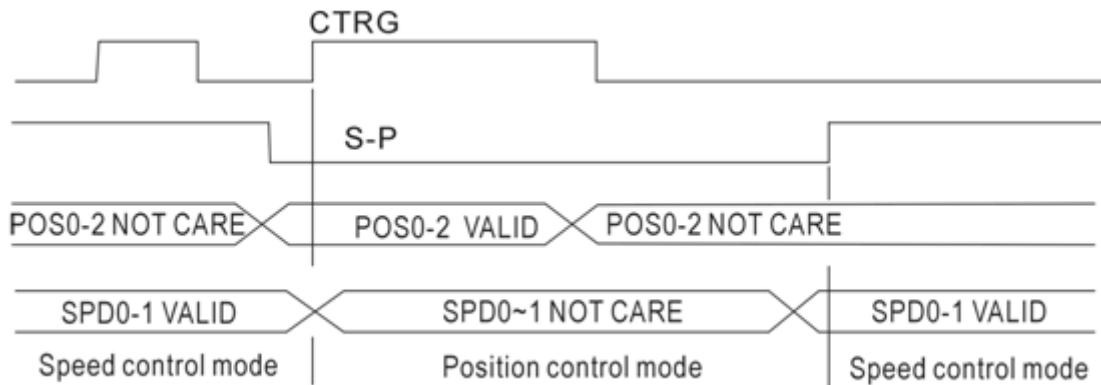 CTRG
S-P
POS0-2 NOT CARE POS0-2 VALID POS0-2 NOT CARE
SPD0-1 VALID SPD0~1 NOT CARE SPD0-1 VALID
Speed control mode Position control mode Speed control mode